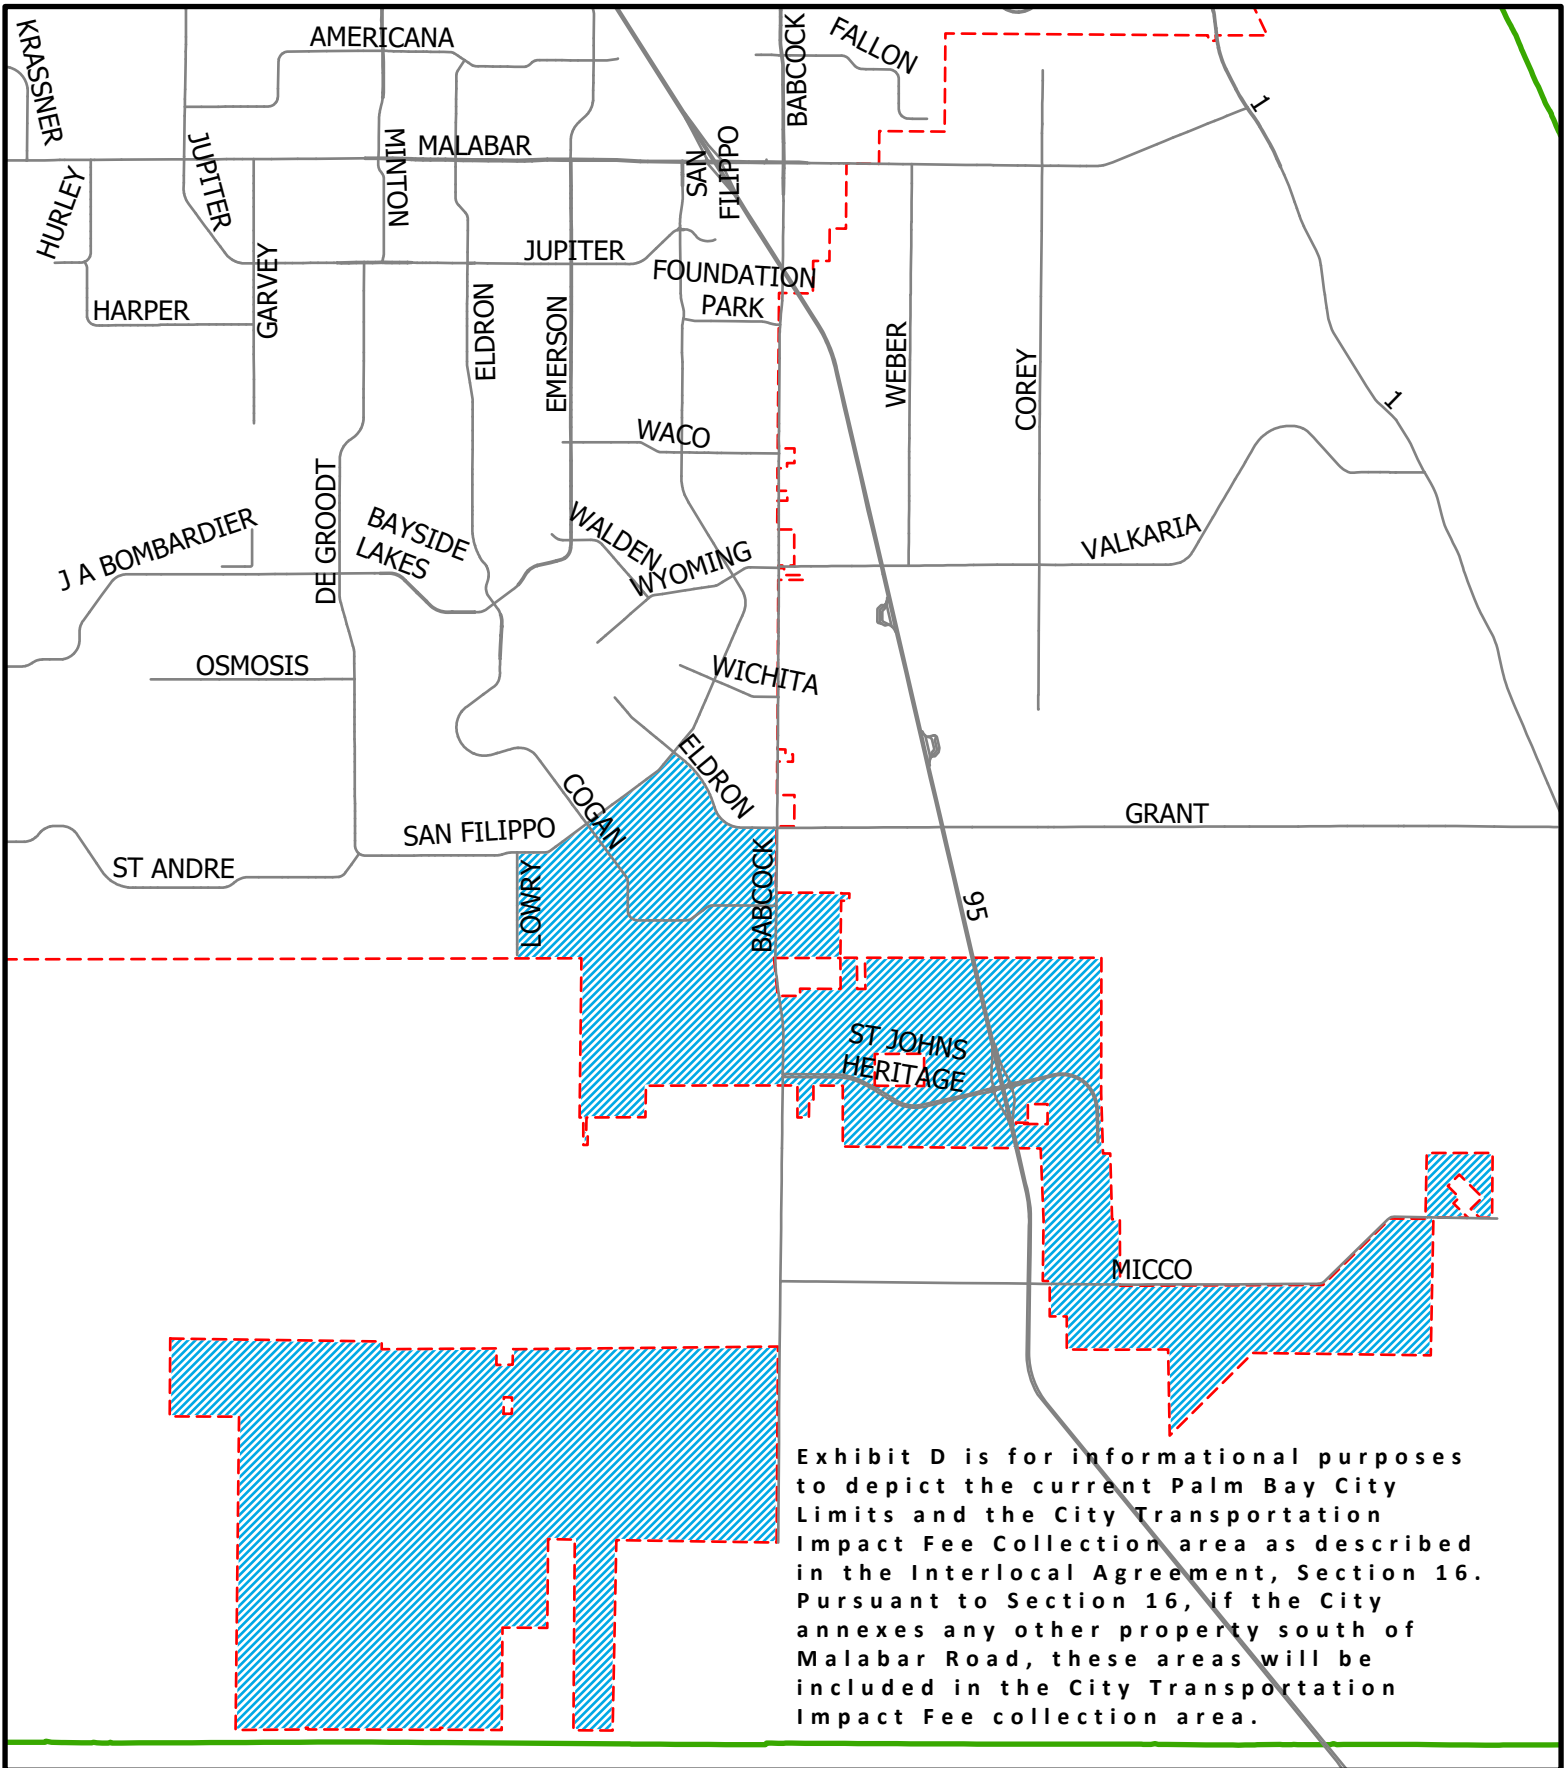 KRASSNER
AMERICANA
BABCOCK
FALLON
1
JUPITER
MINTON
MALABAR
SAN
FILIPPO
HURLEY
GARVEY
JUPITER
FOUNDATION
PARK
HARPER
ELDRON
EMERSON
WEBER
COREY
1
WACO
DE GROODT
J A BOMBARDIER
BAYSIDE
LAKES
WALDEN
WYOMING
VALKARIA
OSMOSIS
WICHITA
ELDRON
COGAN
SAN FILIPPO
GRANT
ST ANDRE
LOWRY
BABCOCK
95
ST JOHNS
HERITAGE
MICCO
Exhibit D is for informational purposes
to depict the current Palm Bay City
Limits and the City Transportation
Impact Fee Collection area as described
in the Interlocal Agreement, Section 16.
Pursuant to Section 16, if the City
annexes any other property south of
Malabar Road, these areas will be
included in the City Transportation
Impact Fee collection area.